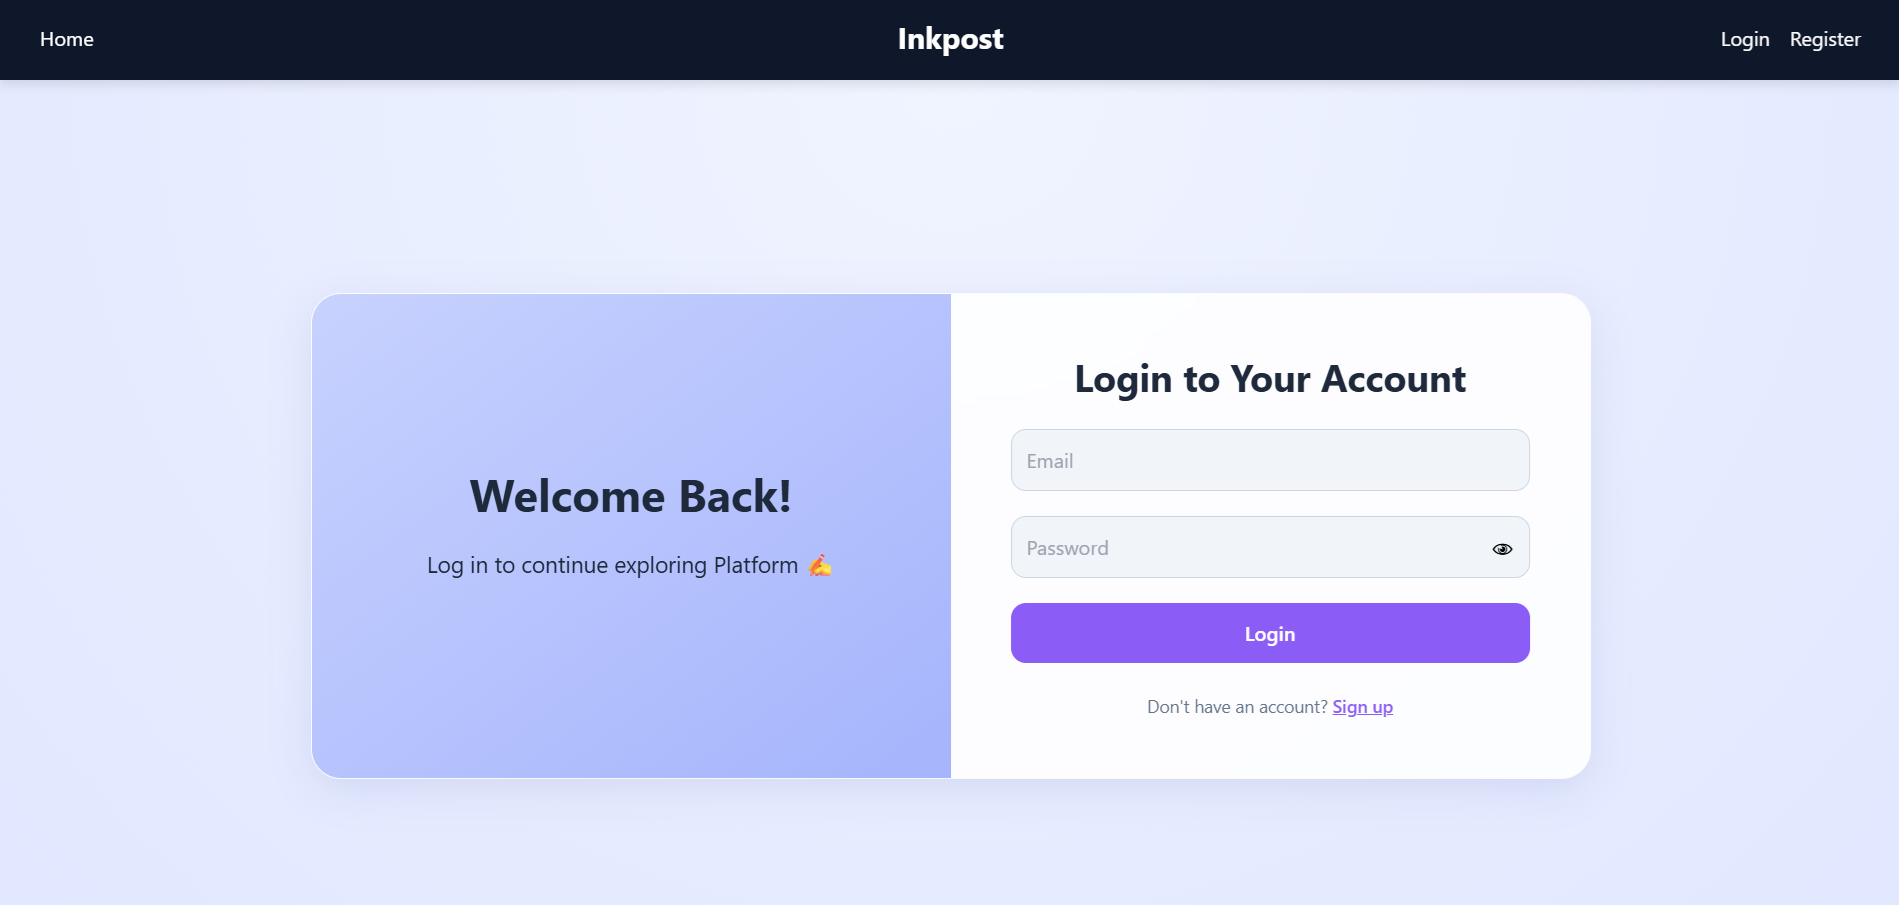 Home
Inkpost
Login
Register
Welcome Back!
Log in to continue exploring Platform ✍️
Login to Your Account
Email
Password
Login
Don't have an account? Sign up